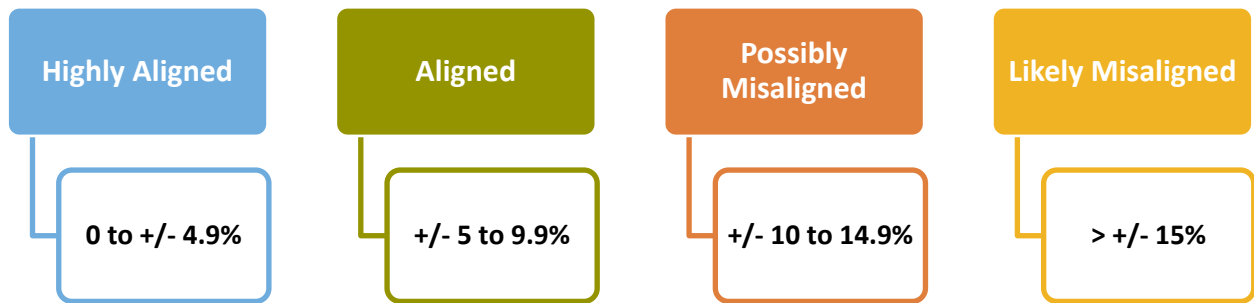 Highly Aligned
Aligned
Possibly
Misaligned
Likely Misaligned
0 to +/- 4.9%
+/- 5 to 9.9%
+/- 10 to 14.9%
> +/- 15%